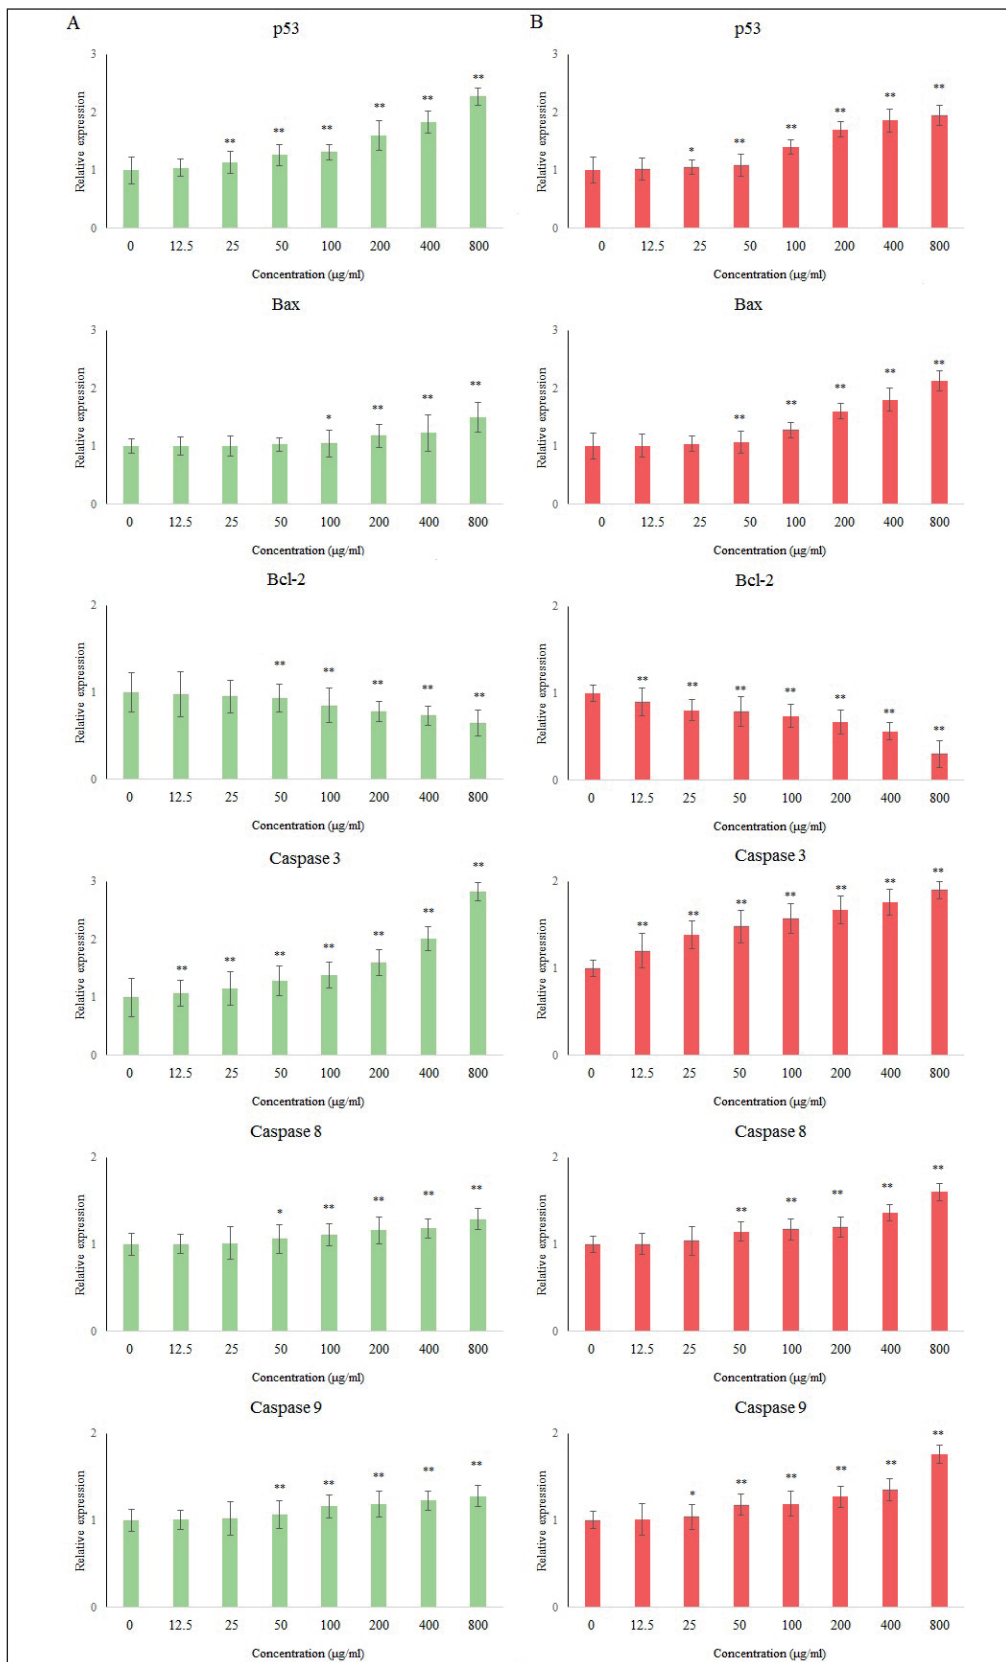 A
p53
3
2
1
0
Relative expression
** ** ** ** ** **
0 12.5 25 50 100 200 400 800
Concentration (µg/ml)
B
p53
3
2
1
0
Relative expression
* ** ** ** ** **
0 12.5 25 50 100 200 400 800
Concentration (µg/ml)
Bax
3
2
1
0
Relative expression
* ** ** **
0 12.5 25 50 100 200 400 800
Concentration (µg/ml)
Bax
3
2
1
0
Relative expression
** ** ** ** **
0 12.5 25 50 100 200 400 800
Concentration (µg/ml)
Bcl-2
2
1
0
Relative expression
** ** ** ** **
0 12.5 25 50 100 200 400 800
Concentration (µg/ml)
Bcl-2
2
1
0
Relative expression
** ** ** ** ** ** **
0 12.5 25 50 100 200 400 800
Concentration (µg/ml)
Caspase 3
3
2
1
0
Relative expression
** ** ** ** ** ** **
0 12.5 25 50 100 200 400 800
Concentration (µg/ml)
Caspase 3
2
1
0
Relative expression
** ** ** ** ** ** **
0 12.5 25 50 100 200 400 800
Concentration (µg/ml)
Caspase 8
2
1
0
Relative expression
* ** ** ** **
0 12.5 25 50 100 200 400 800
Concentration (µg/ml)
Caspase 8
2
1
0
Relative expression
** ** ** ** **
0 12.5 25 50 100 200 400 800
Concentration (µg/ml)
Caspase 9
2
1
0
Relative expression
** ** ** ** **
0 12.5 25 50 100 200 400 800
Concentration (µg/ml)
Caspase 9
2
1
0
Relative expression
* ** ** ** ** **
0 12.5 25 50 100 200 400 800
Concentration (µg/ml)